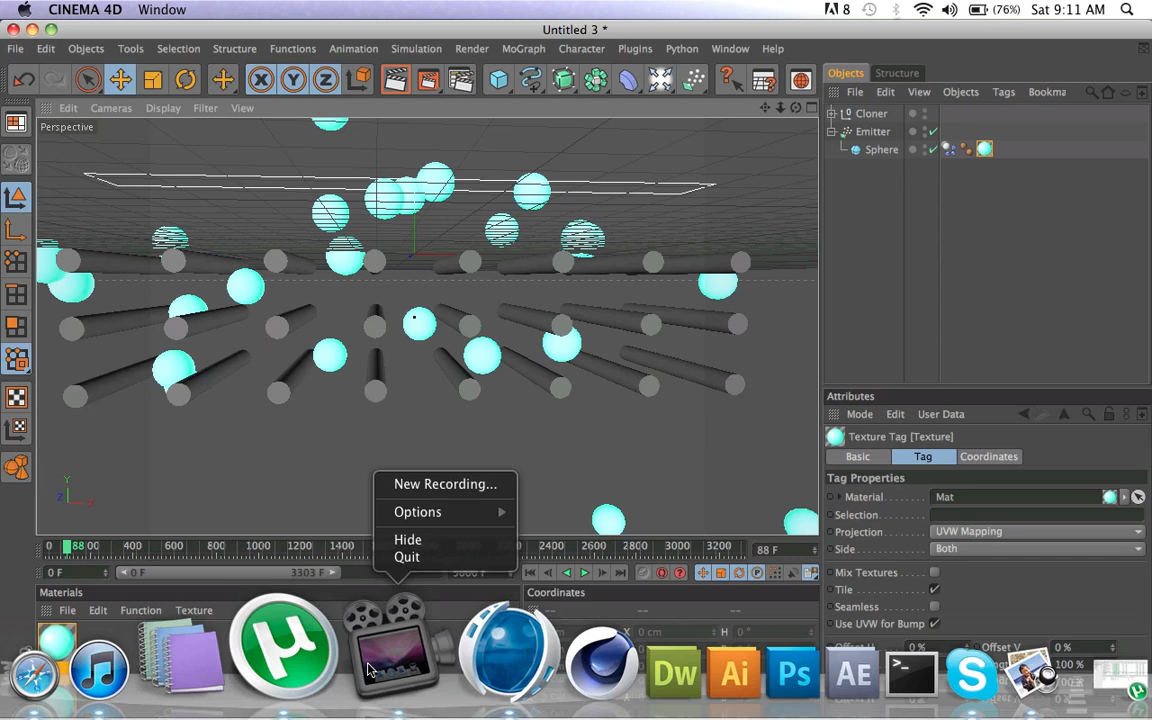 CINEMA 4D Window
8 (76%) Sat 9:11 AM
Untitled 3 *
File Edit Objects Tools Selection Structure Functions Animation Simulation Render MoGraph Character Plugins Python Window Help
X Y Z
Objects Structure
Edit Cameras Display Filter View
File Edit View Objects Tags Bookma
Perspective
Cloner
Emitter
Sphere
Attributes
Mode Edit User Data
Texture Tag [Texture]
Basic Tag Coordinates
Tag Properties
Material Mat
Selection
Projection UVW Mapping
Side Both
Mix Textures
Tile
Seamless
Use UVW for Bump
Y
Z X
New Recording...
Options
Hide
Quit
0 88 00 400 600 800 1000 1200 1400 2400 2600 2800 3000 3200 88 F
0 F 0 F 3303 F
Materials Coordinates
File Edit Function Texture
X 0 cm H 0 °
0 % 0 %
100 %
µ Dw Ai Ps AE